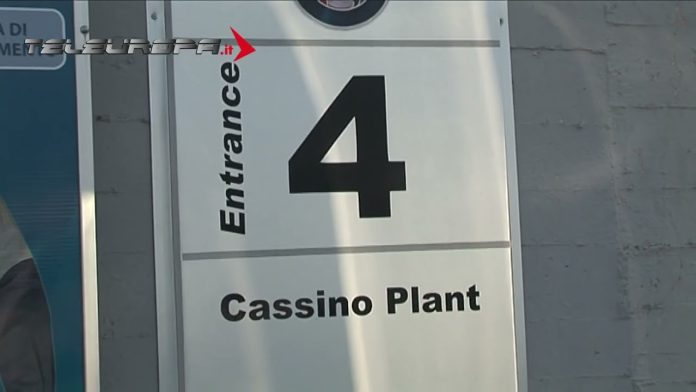 A DI
MENTO
TELEUROPA.it
Entrance
4
Cassino Plant